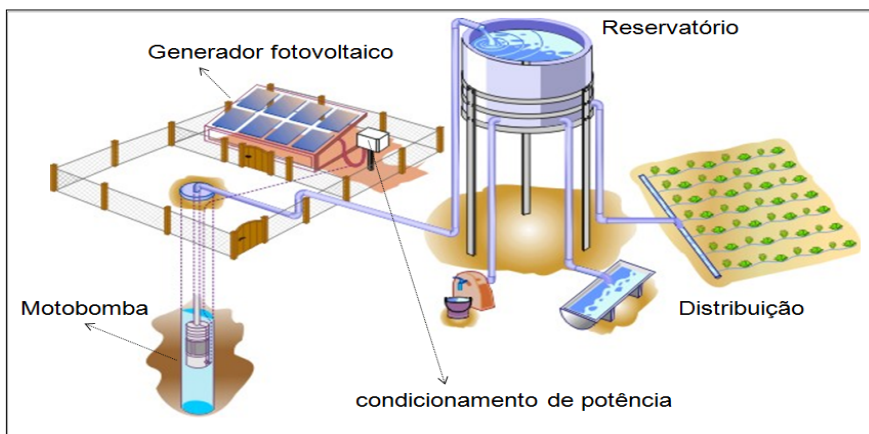 Reservatório
Generador fotovoltaico
Motobomba
Distribuição
condicionamento de potência